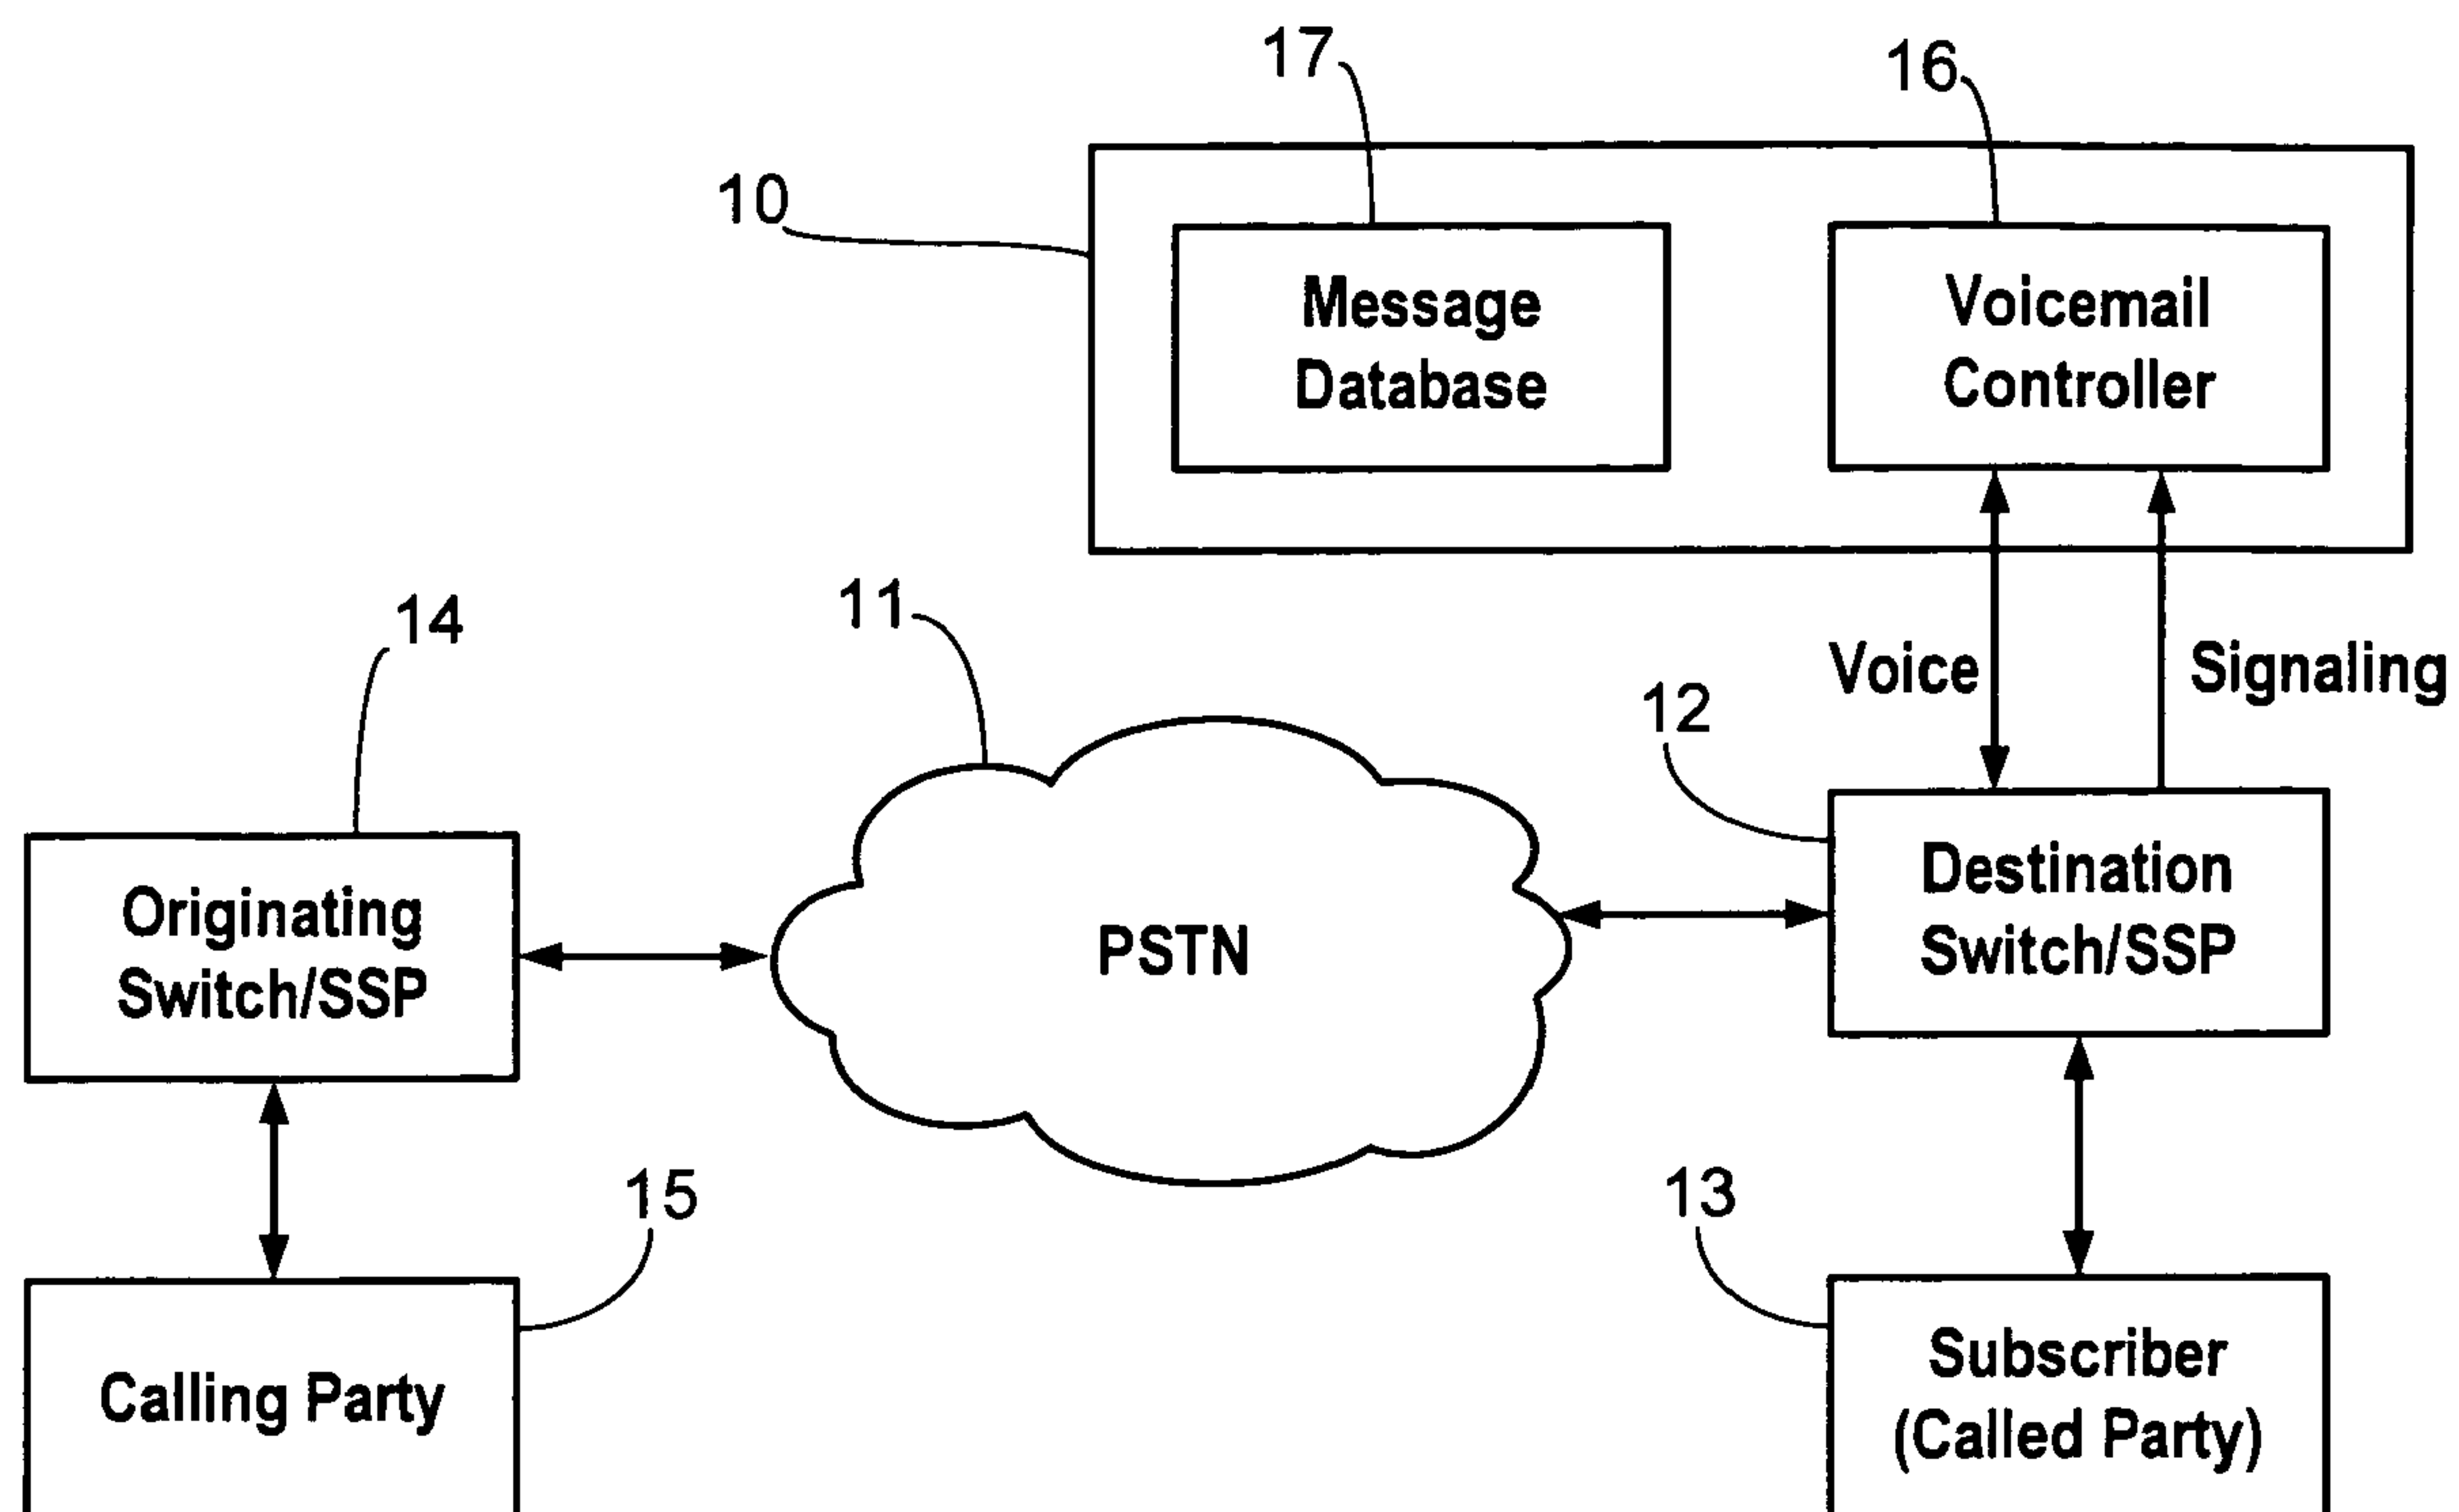 17
16
10
Message
Database
Voicemail
Controller
14
11
Voice
Signaling
12
Originating
Switch/SSP
PSTN
Destination
Switch/SSP
15
13
Calling Party
Subscriber
(Called Party)